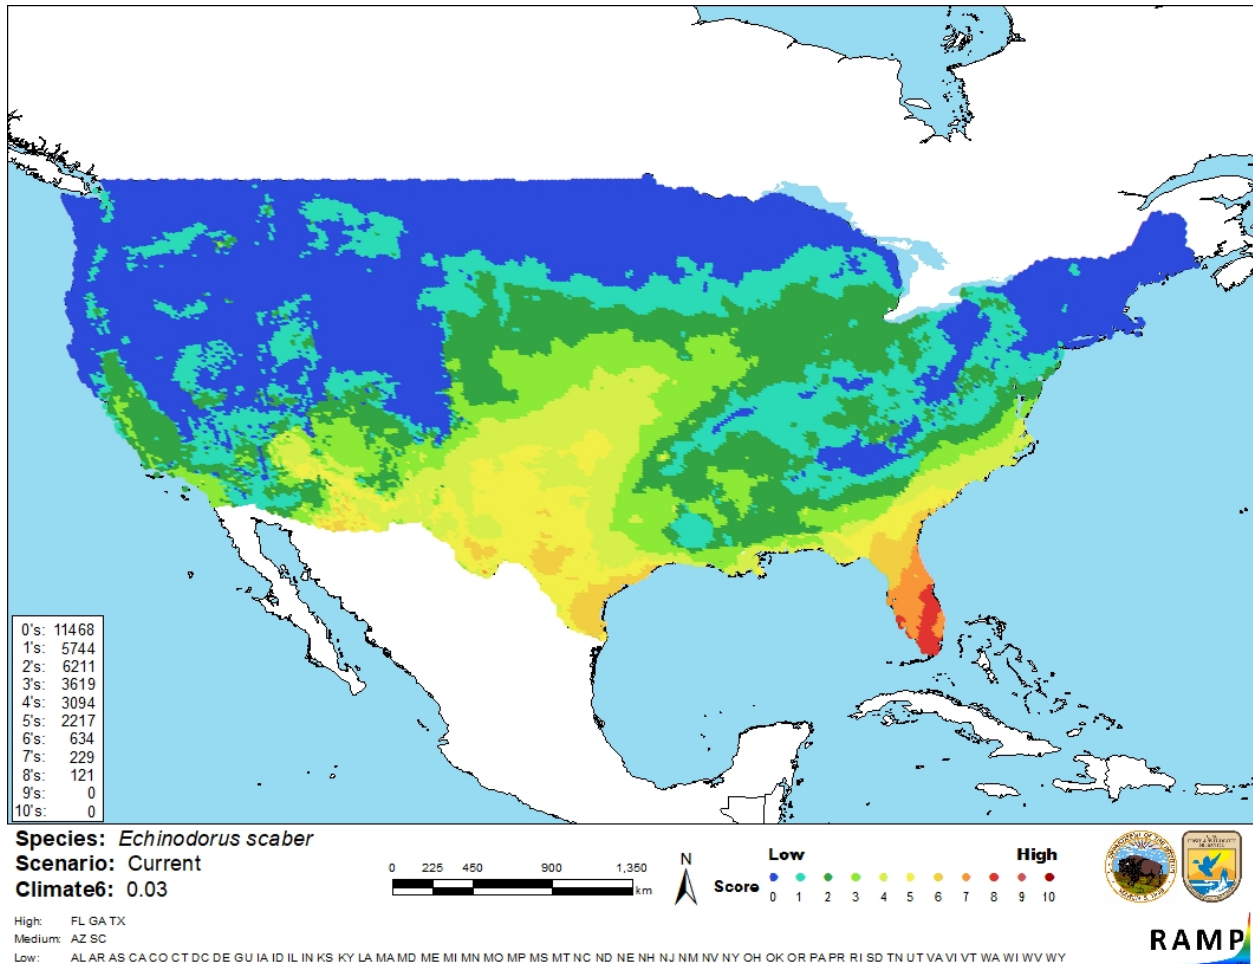 0's: 11468
1's: 5744
2's: 6211
3's: 3619
4's: 3094
5's: 2217
6's: 634
7's: 229
8's: 121
9's: 0
10's: 0
Species: Echinodorus scaber
Scenario: Current
Climate6: 0.03
0 225 450 900 1,350
km
N
Low High
Score
0 1 2 3 4 5 6 7 8 9 10
High: FL GA TX
Medium: AZ SC
Low: AL AR AS CA CO CT DC DE GU IA ID IL IN KS KY LA MA MD ME MI MN MO MP MS MT NC ND NE NH NJ NM NV NY OH OK OR PA PR RI SD TN UT VA VI VT WA WI WV WY
RAMP